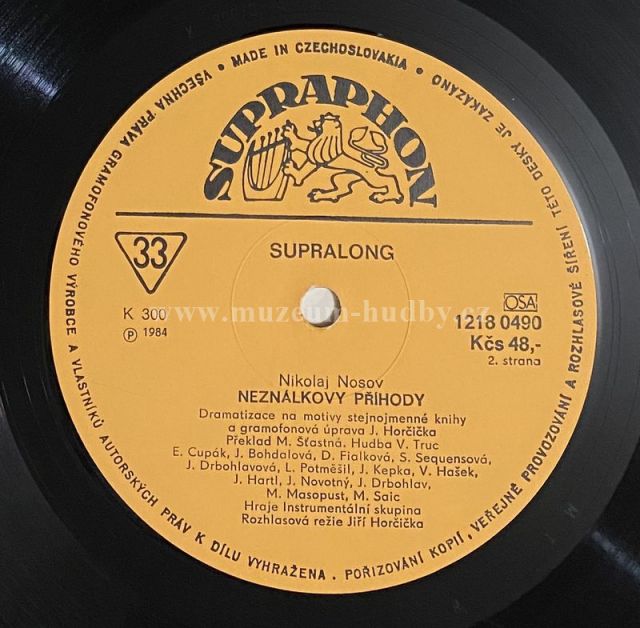 VŠECHNA PRÁVA GRAMOFONOVÉHO VÝROBCE A VLASTNÍKŮ AUTORSKÝCH PRÁV K DÍLU VYHRAŽENA . POŘIZOVÁNÍ KOPIÍ, VEŘEJNÉ PROVOZOVÁNÍ A ROZHLASOVÉ ŠÍŘENÍ TÉTO DESKY JE ZAKÁZÁNO • MADE IN CZECHOSLOVAKIA •
SUPRAPHON
33
SUPRALONG
K 300
℗ 1984
www.muzeum-hudby.cz
OSA
1218 0490
Kčs 48,-
2. strana
Nikolaj Nosov
NEZNÁLKOVY PŘÍHODY
Dramatizace na motivy stejnojmenné knihy
a gramofonová úprava J. Horčička
Překlad M. Šťastná. Hudba V. Truc
E. Cupák, J. Bohdalová, D. Fialková, S. Sequensová,
J. Drbohlavová, L. Potměšil, J. Kepka, V. Hašek,
J. Hartl, J. Novotný, J. Drbohlav,
M. Masopust, M. Saic
Hraje Instrumentální skupina
Rozhlasová režie Jiří Horčička